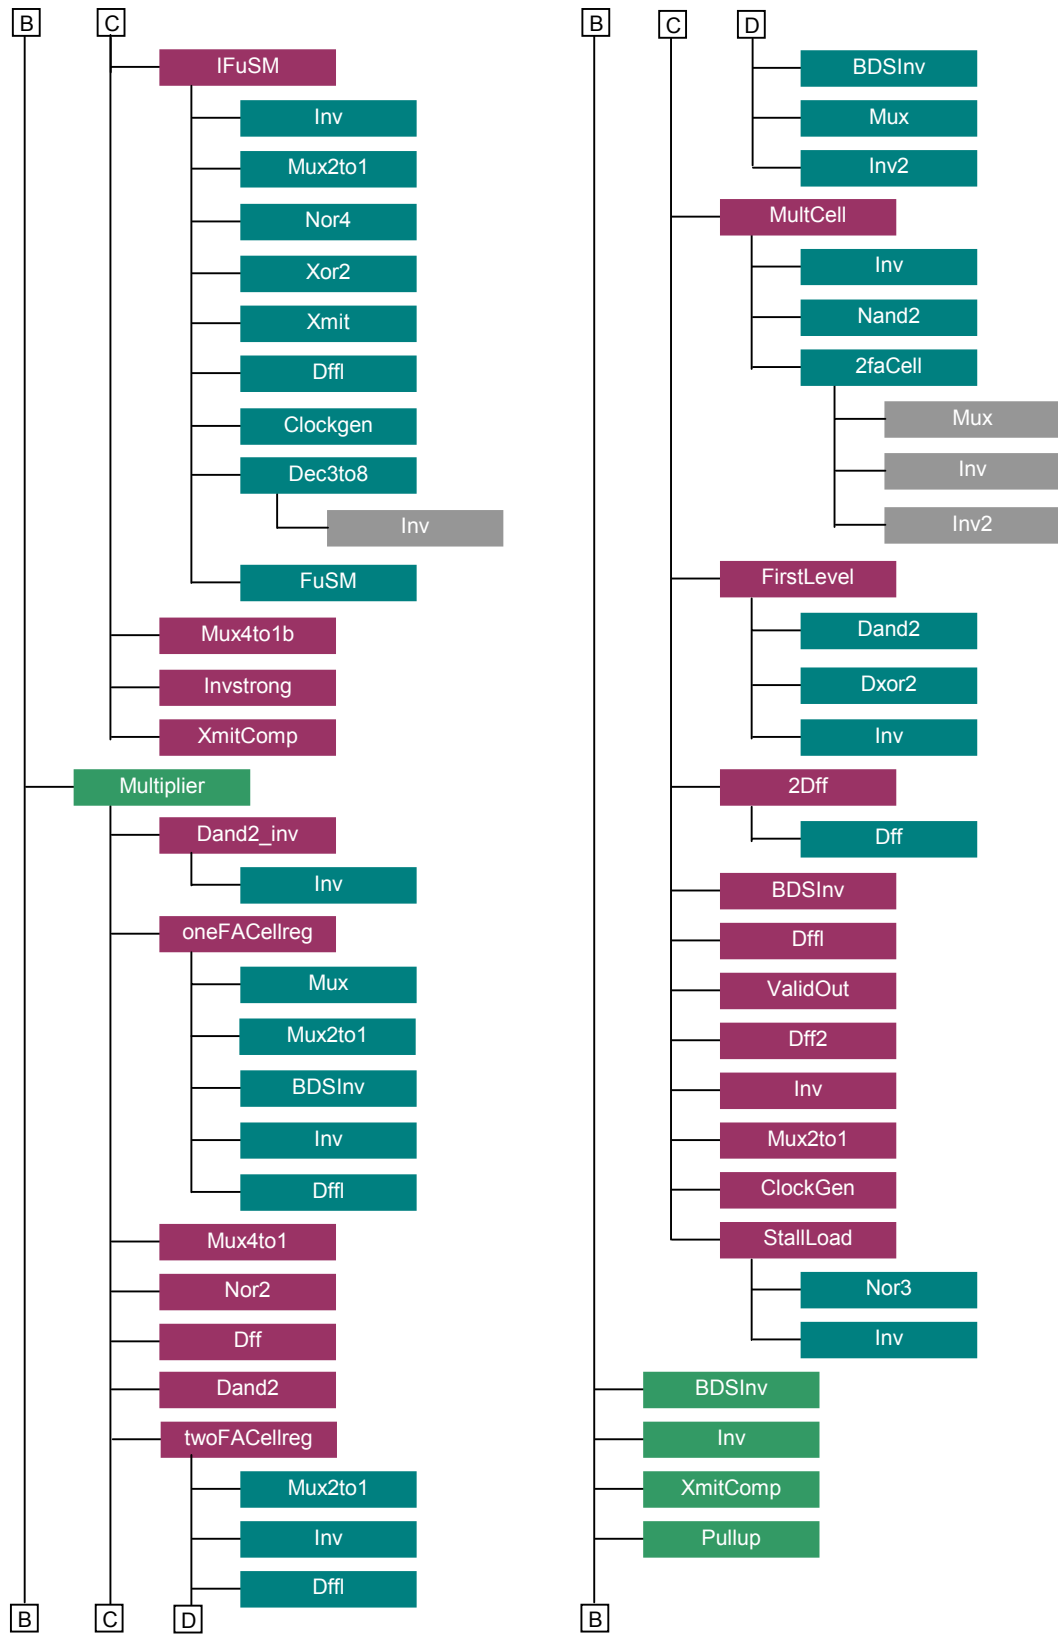 B
C
IFuSM
Inv
Mux2to1
Nor4
Xor2
Xmit
Dffl
Clockgen
Dec3to8
Inv
FuSM
Mux4to1b
Invstrong
XmitComp
Multiplier
Dand2_inv
Inv
oneFACellreg
Mux
Mux2to1
BDSInv
Inv
Dffl
Mux4to1
Nor2
Dff
Dand2
twoFACellreg
Mux2to1
Inv
Dffl
B
C
D
B
C
D
BDSInv
Mux
Inv2
MultCell
Inv
Nand2
2faCell
Mux
Inv
Inv2
FirstLevel
Dand2
Dxor2
Inv
2Dff
Dff
BDSInv
Dffl
ValidOut
Dff2
Inv
Mux2to1
ClockGen
StallLoad
Nor3
Inv
BDSInv
Inv
XmitComp
Pullup
B